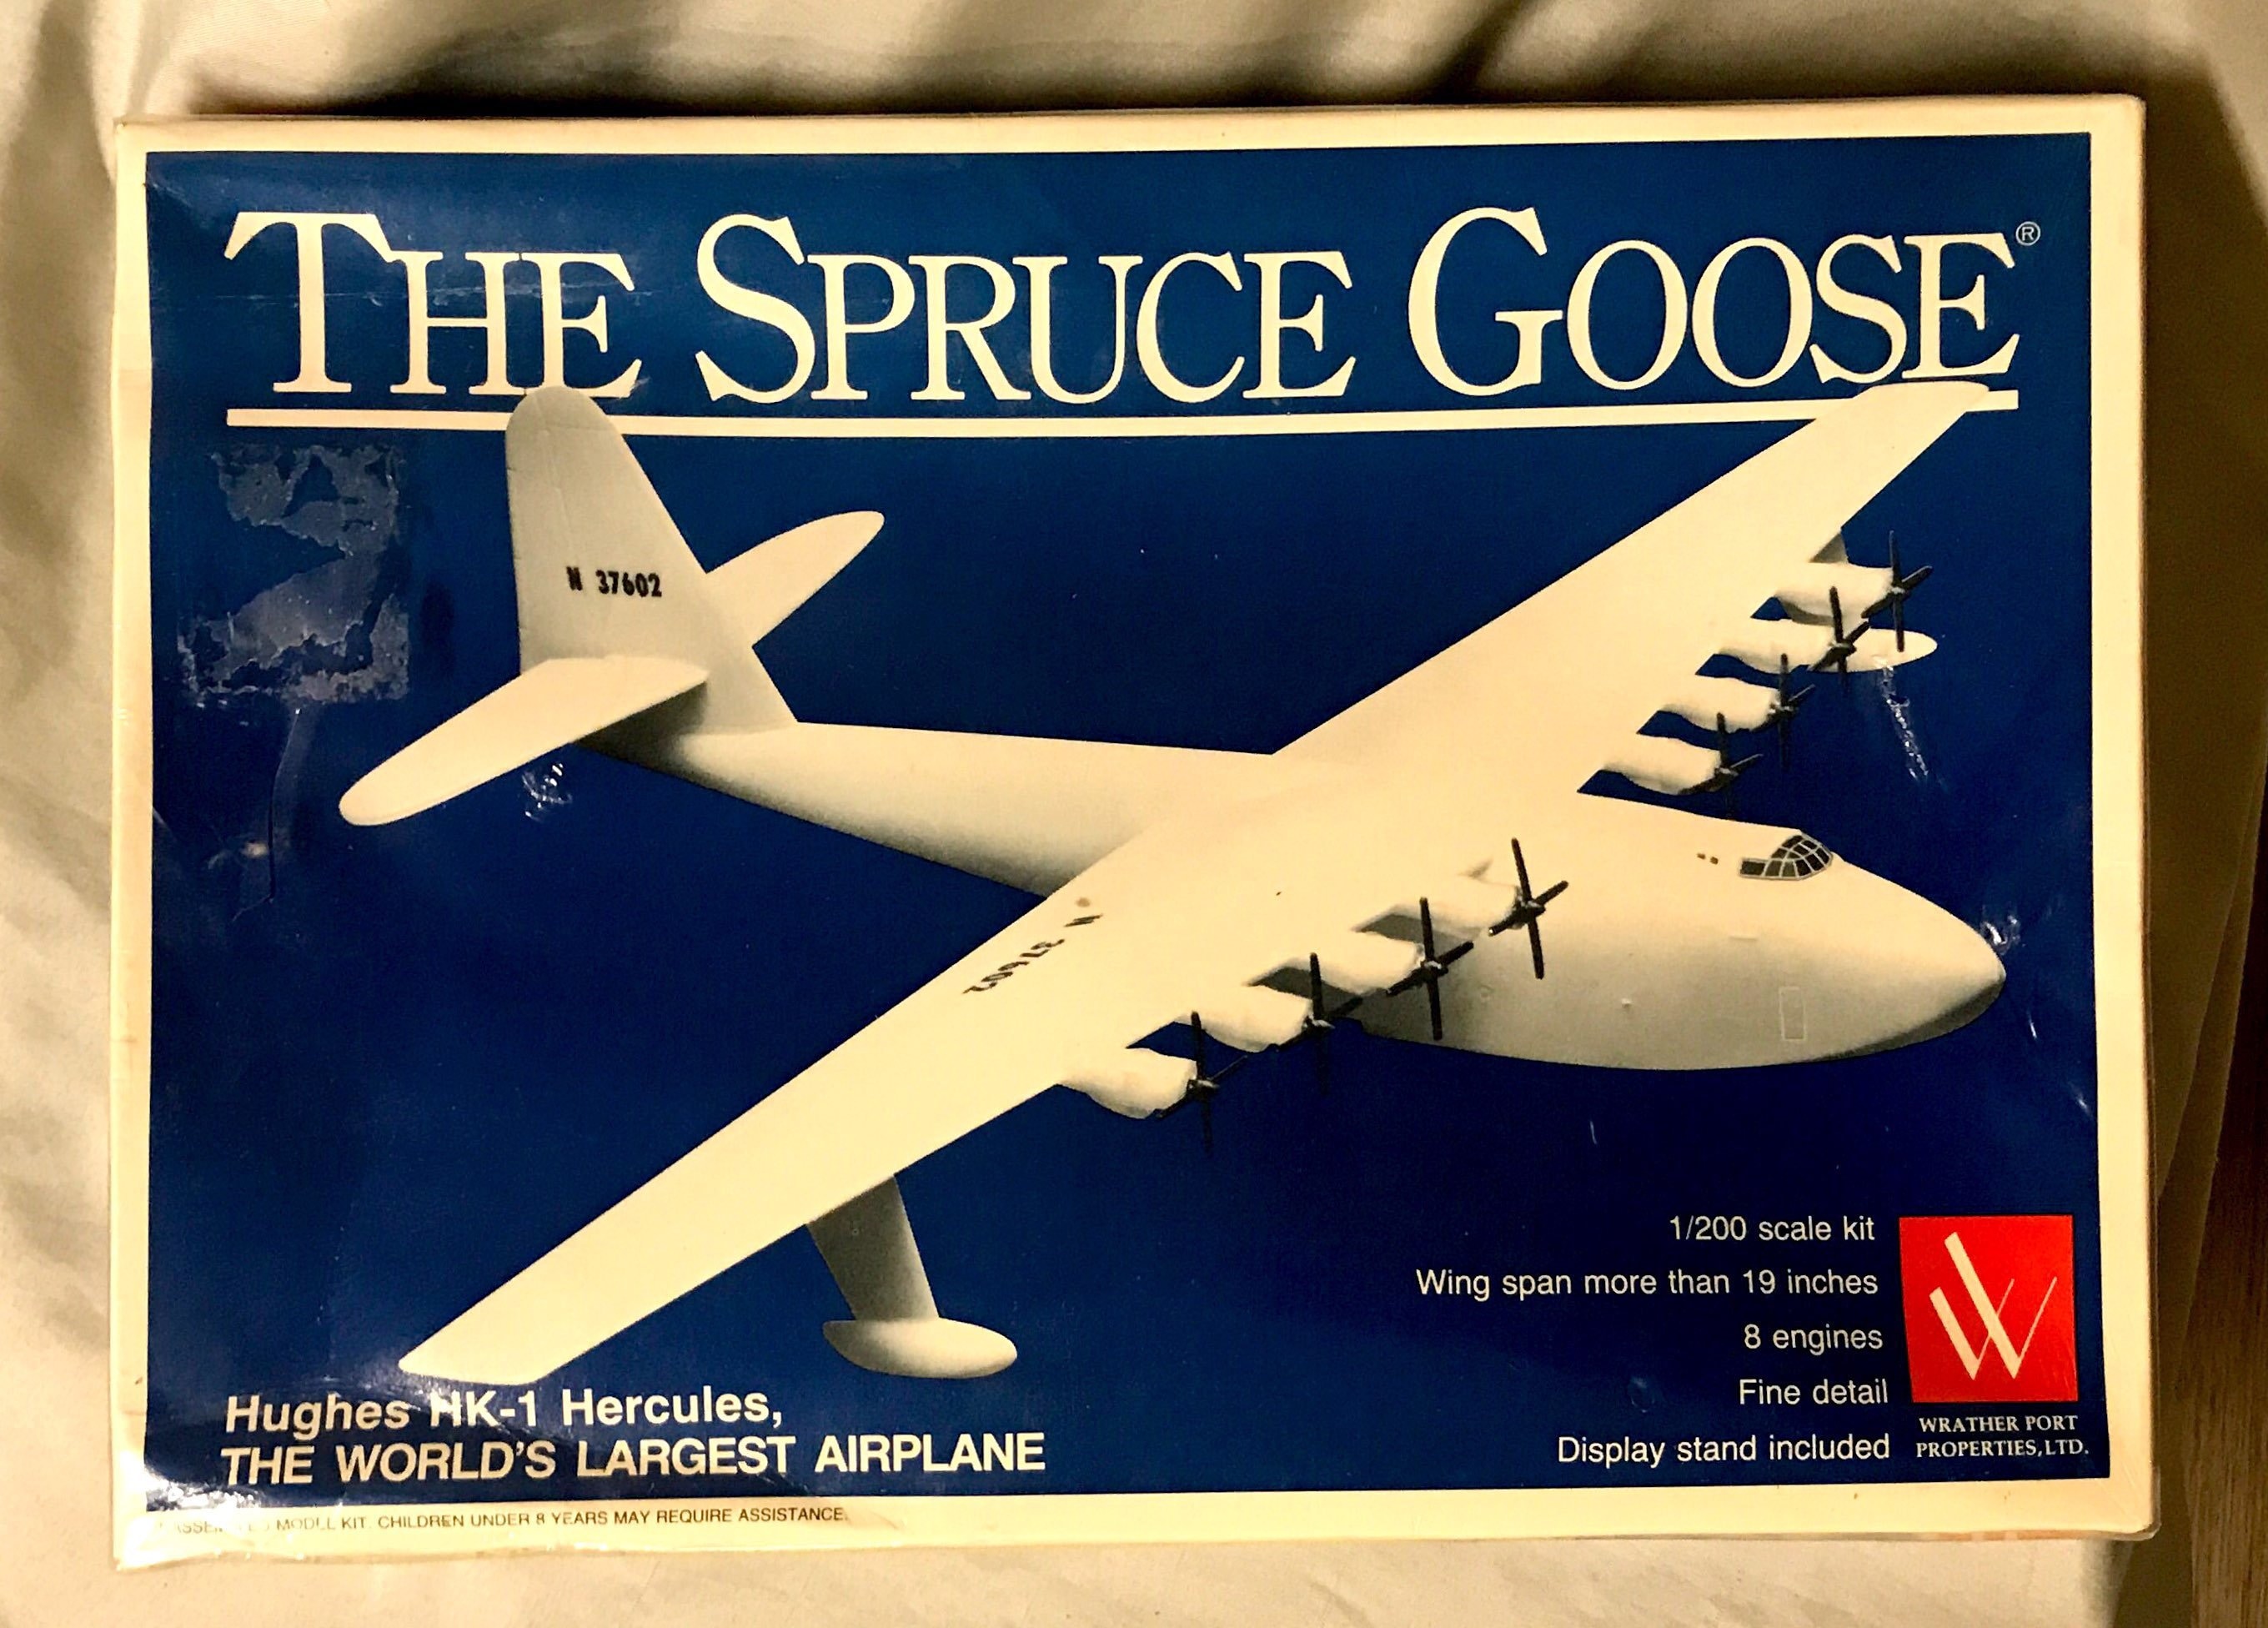 THE SPRUCE GOOSE®
N 37602
N 37602
Hughes HK-1 Hercules,
THE WORLD'S LARGEST AIRPLANE
1/200 scale kit
Wing span more than 19 inches
8 engines
Fine detail
Display stand included
W
WRATHER PORT
PROPERTIES, LTD.
MODEL KIT. CHILDREN UNDER 8 YEARS MAY REQUIRE ASSISTANCE.